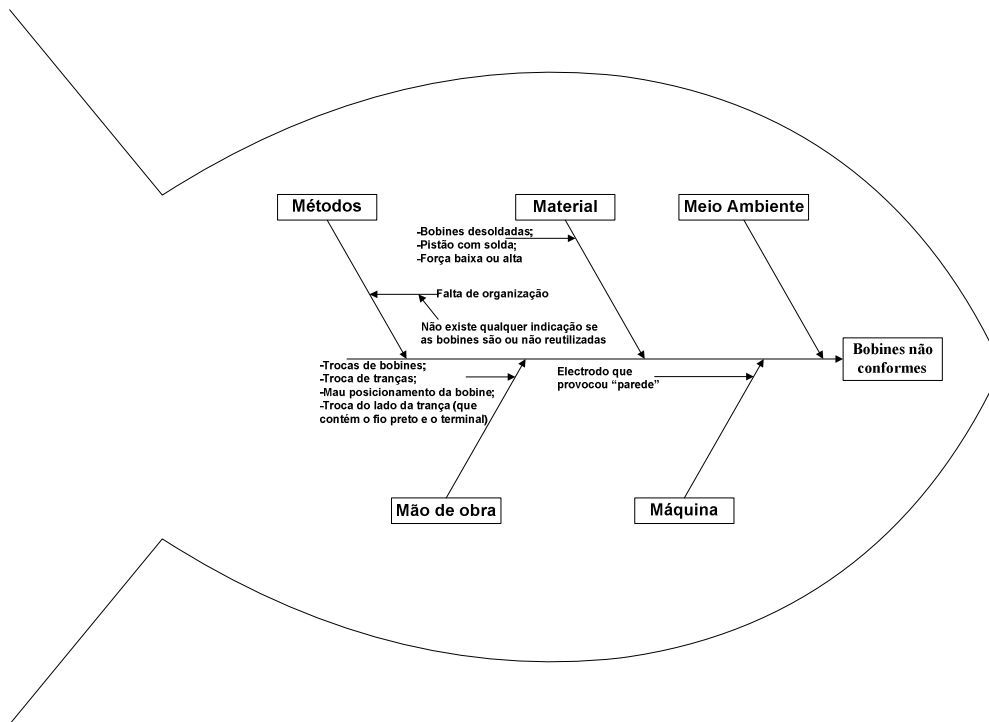 Métodos
Material
Meio Ambiente
-Bobines desoldadas;
-Pistão com solda;
-Força baixa ou alta
Falta de organização
Não existe qualquer indicação se
as bobines são ou não reutilizadas
Bobines não
conformes
-Trocas de bobines;
-Troca de tranças;
-Mau posicionamento da bobine;
-Troca do lado da trança (que
contém o fio preto e o terminal)
Electrodo que
provocou “parede”
Mão de obra
Máquina